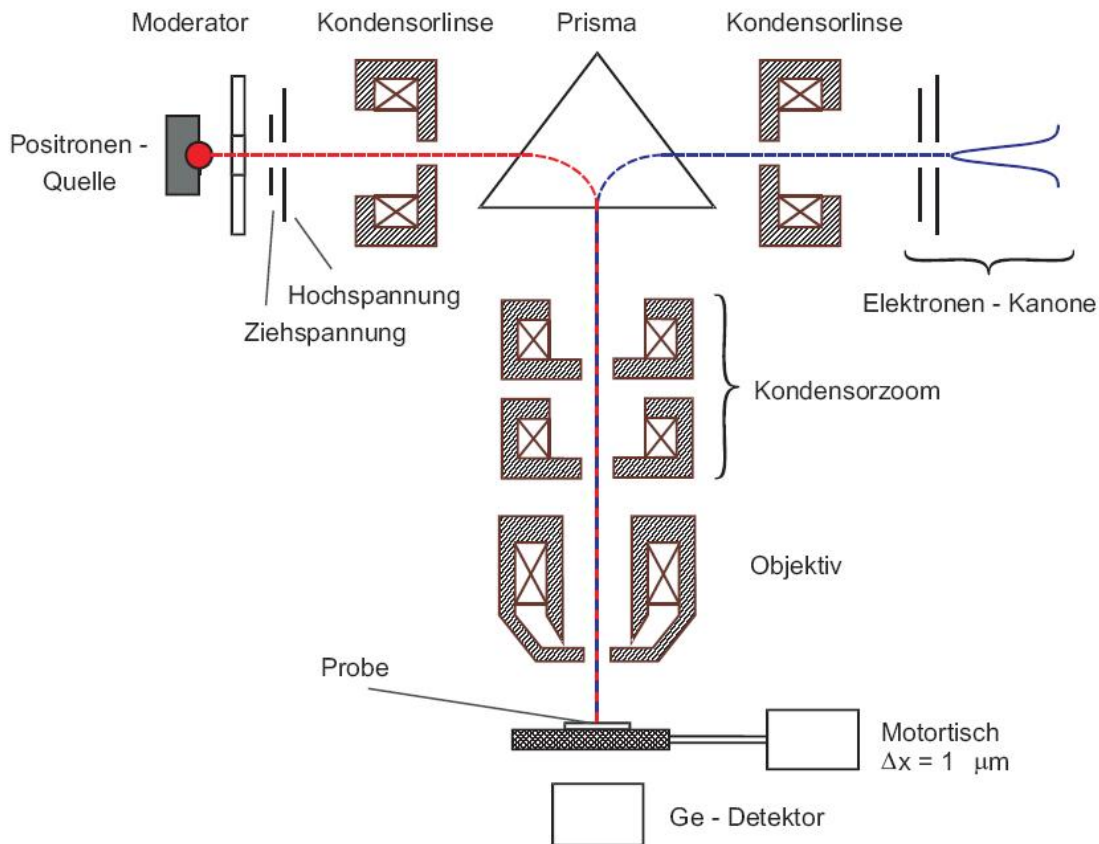 Moderator
Kondensorlinse
Prisma
Kondensorlinse
Positronen -
Quelle
Hochspannung
Ziehspannung
Elektronen - Kanone
Kondensorzoom
Objektiv
Probe
Motortisch
Δx = 1 μm
Ge - Detektor